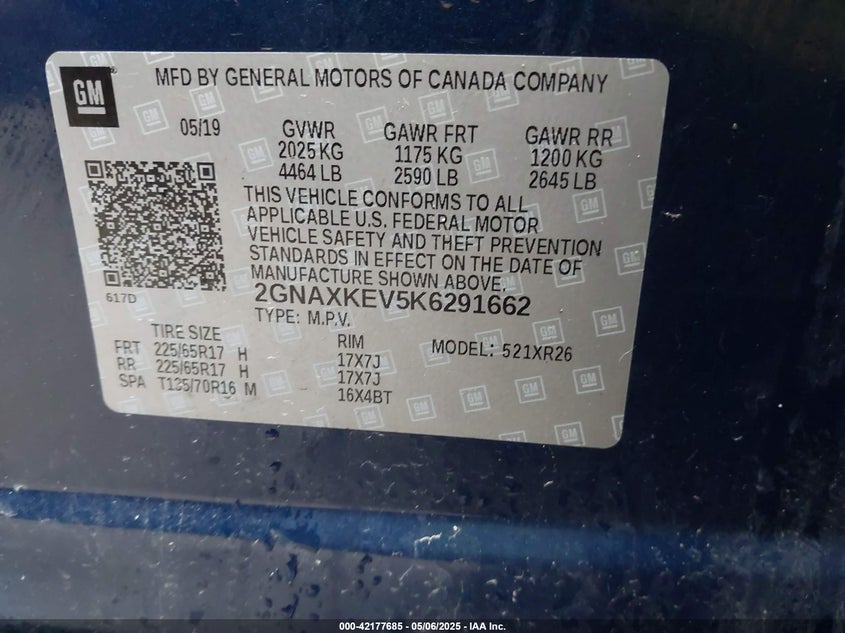 GM
MFD BY GENERAL MOTORS OF CANADA COMPANY
05/19 GVWR GAWR FRT GAWR RR
2025 KG 1175 KG 1200 KG
4464 LB 2590 LB 2645 LB
THIS VEHICLE CONFORMS TO ALL
APPLICABLE U.S. FEDERAL MOTOR
VEHICLE SAFETY AND THEFT PREVENTION
STANDARDS IN EFFECT ON THE DATE OF
MANUFACTURE SHOWN ABOVE.
617D
2GNAXKEV5K6291662
TYPE: M.P.V.
TIRE SIZE RIM MODEL: 521XR26
FRT 225/65R17 H 17X7J
RR 225/65R17 H 17X7J
SPA T135/70R16 M 16X4BT
000-42177685 - 05/06/2025 - IAA Inc.